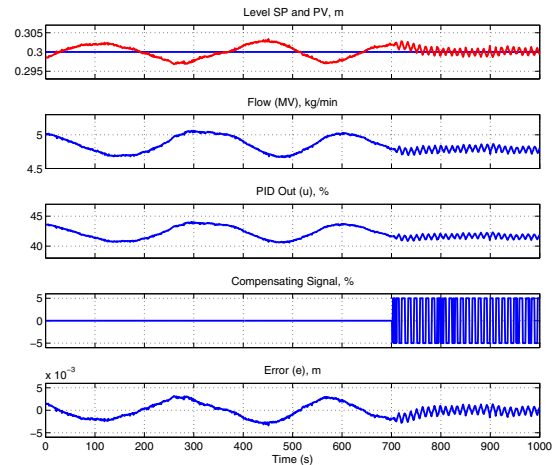 Level SP and PV, m
0.305
0.3
0.295
Flow (MV), kg/min
5
4.5
PID Out (u), %
45
40
Compensating Signal, %
5
0
−5
x 10⁻³
Error (e), m
5
0
−5
0 100 200 300 400 500 600 700 800 900 1000
Time (s)